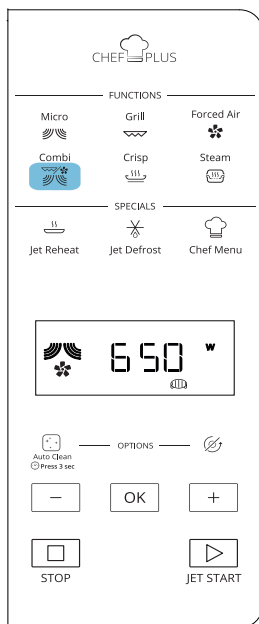 CHEF PLUS
FUNCTIONS
Micro Grill Forced Air
Combi Crisp Steam
SPECIALS
Jet Reheat Jet Defrost Chef Menu
650 W
Auto Clean OPTIONS
Press 3 sec
− OK +
STOP JET START